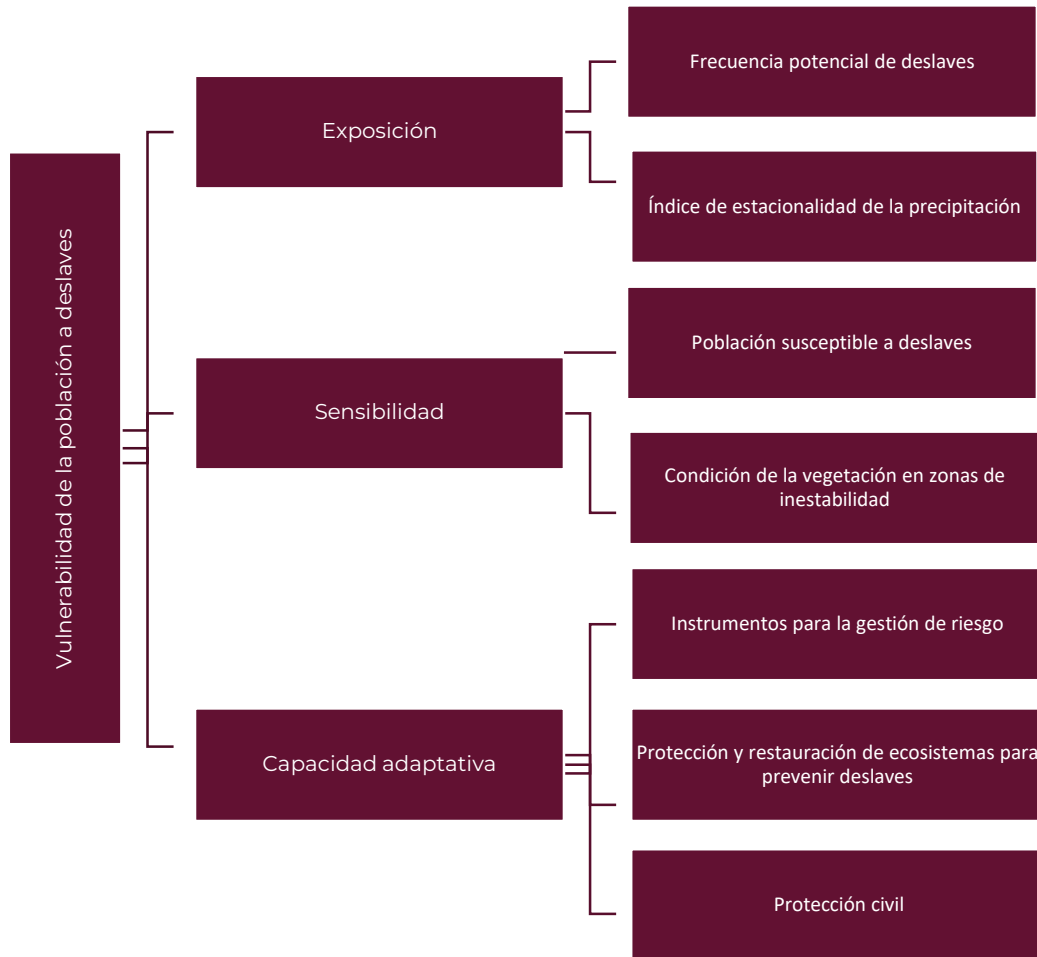 Vulnerabilidad de la población a deslaves
Exposición
Frecuencia potencial de deslaves
Índice de estacionalidad de la precipitación
Sensibilidad
Población susceptible a deslaves
Condición de la vegetación en zonas de
inestabilidad
Capacidad adaptativa
Instrumentos para la gestión de riesgo
Protección y restauración de ecosistemas para
prevenir deslaves
Protección civil